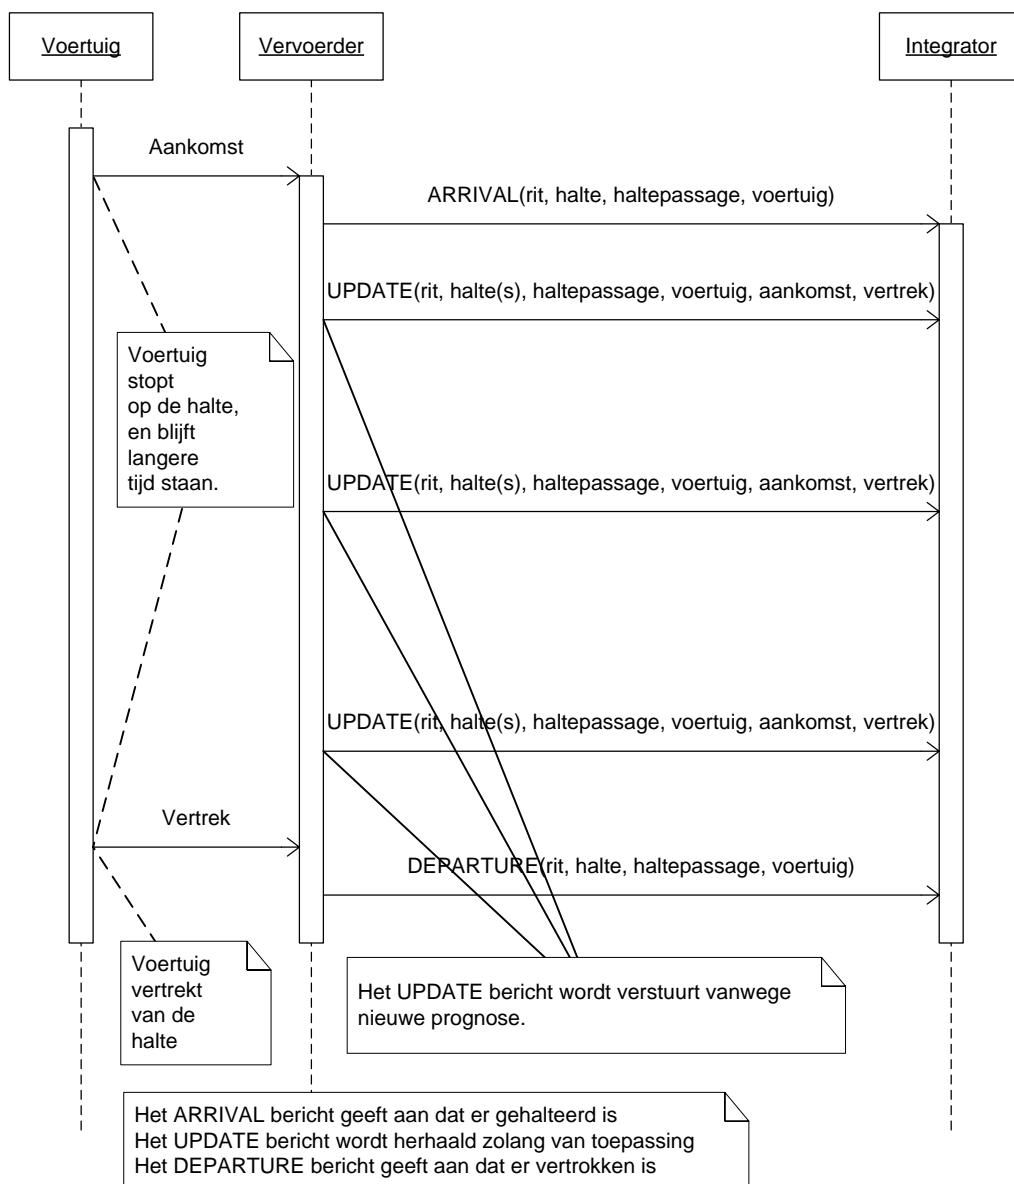 Voertuig
Vervoerder
Integrator
Aankomst
ARRIVAL(rit, halte, haltepassage, voertuig)
UPDATE(rit, halte(s), haltepassage, voertuig, aankomst, vertrek)
Voertuig
stopt
op de halte,
en blijft
langere
tijd staan.
UPDATE(rit, halte(s), haltepassage, voertuig, aankomst, vertrek)
UPDATE(rit, halte(s), haltepassage, voertuig, aankomst, vertrek)
Vertrek
DEPARTURE(rit, halte, haltepassage, voertuig)
Voertuig
vertrekt
van de
halte
Het UPDATE bericht wordt verstuurt vanwege
nieuwe prognose.
Het ARRIVAL bericht geeft aan dat er gehalteerd is
Het UPDATE bericht wordt herhaald zolang van toepassing
Het DEPARTURE bericht geeft aan dat er vertrokken is